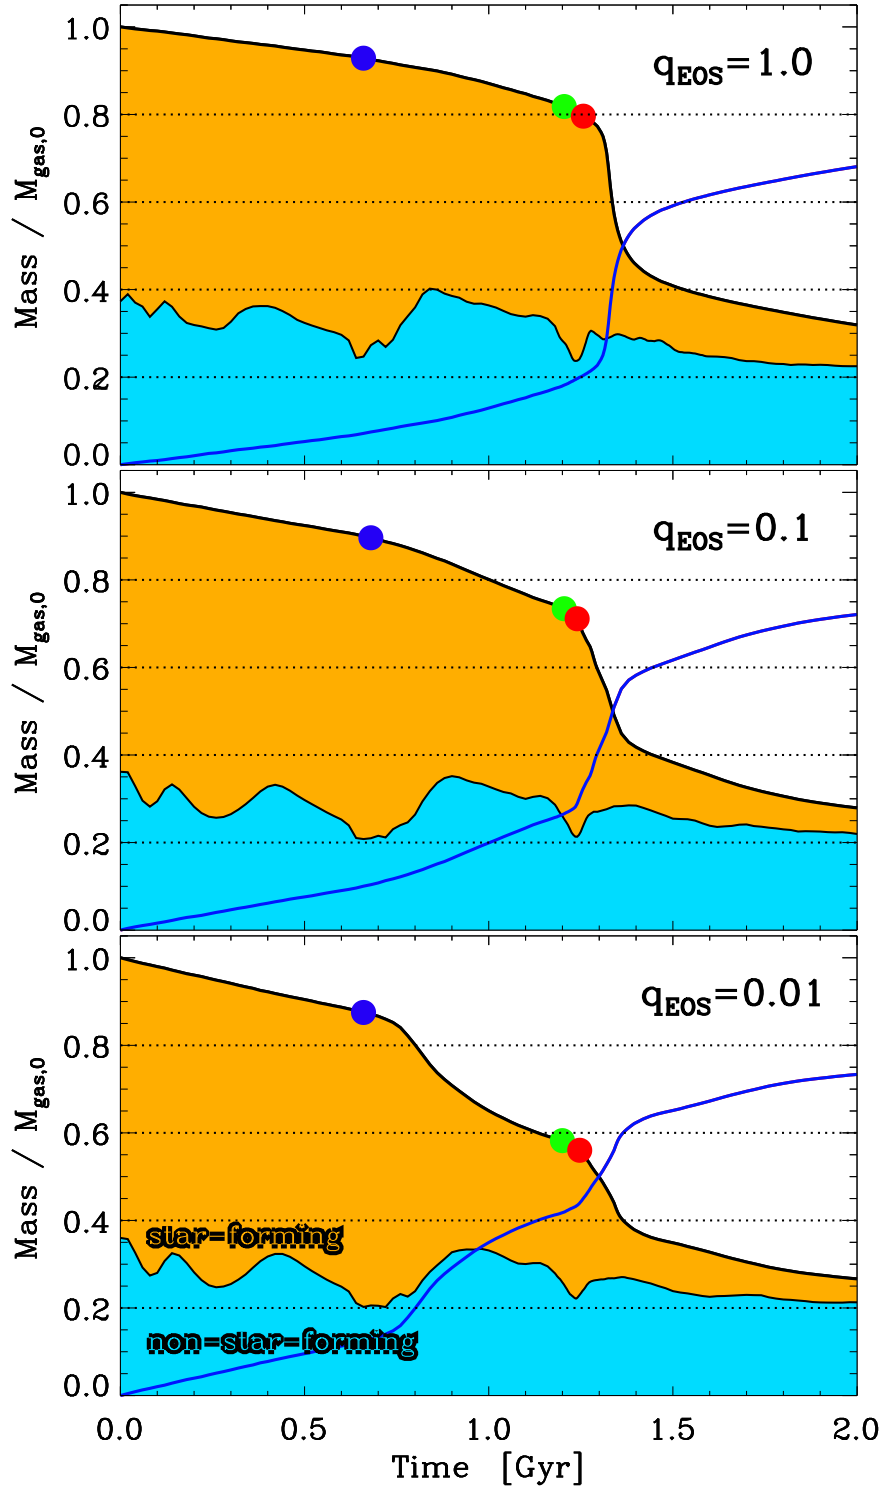 qEOS=1.0
1.0
0.8
0.6
0.4
0.2
0.0
Mass / Mgas,0
qEOS=0.1
1.0
0.8
0.6
0.4
0.2
0.0
Mass / Mgas,0
qEOS=0.01
1.0
0.8
0.6
0.4
0.2
0.0
Mass / Mgas,0
star-forming
non-star-forming
0.0 0.5 1.0 1.5 2.0
Time [Gyr]